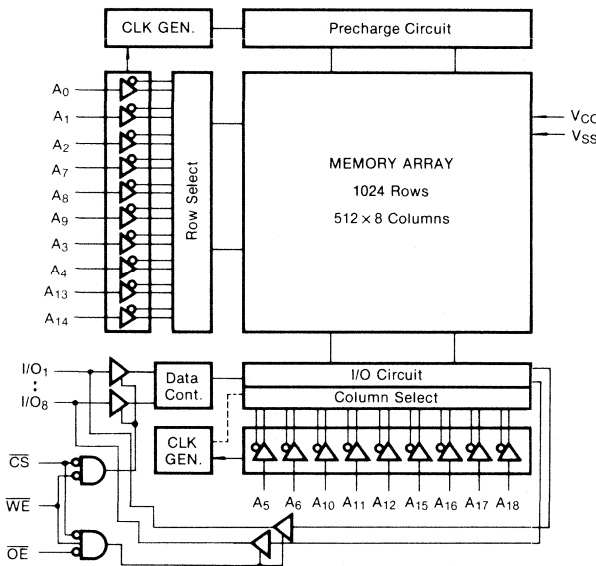 CLK GEN.
Precharge Circuit
A0
A1
A2
A7
A8
A9
A3
A4
A13
A14
Row Select
MEMORY ARRAY
1024 Rows
512 × 8 Columns
VCC
VSS
I/O1
I/O8
Data
Cont.
I/O Circuit
Column Select
CLK
GEN.
A5 A6 A10 A11 A12 A15 A16 A17 A18
CS
WE
OE